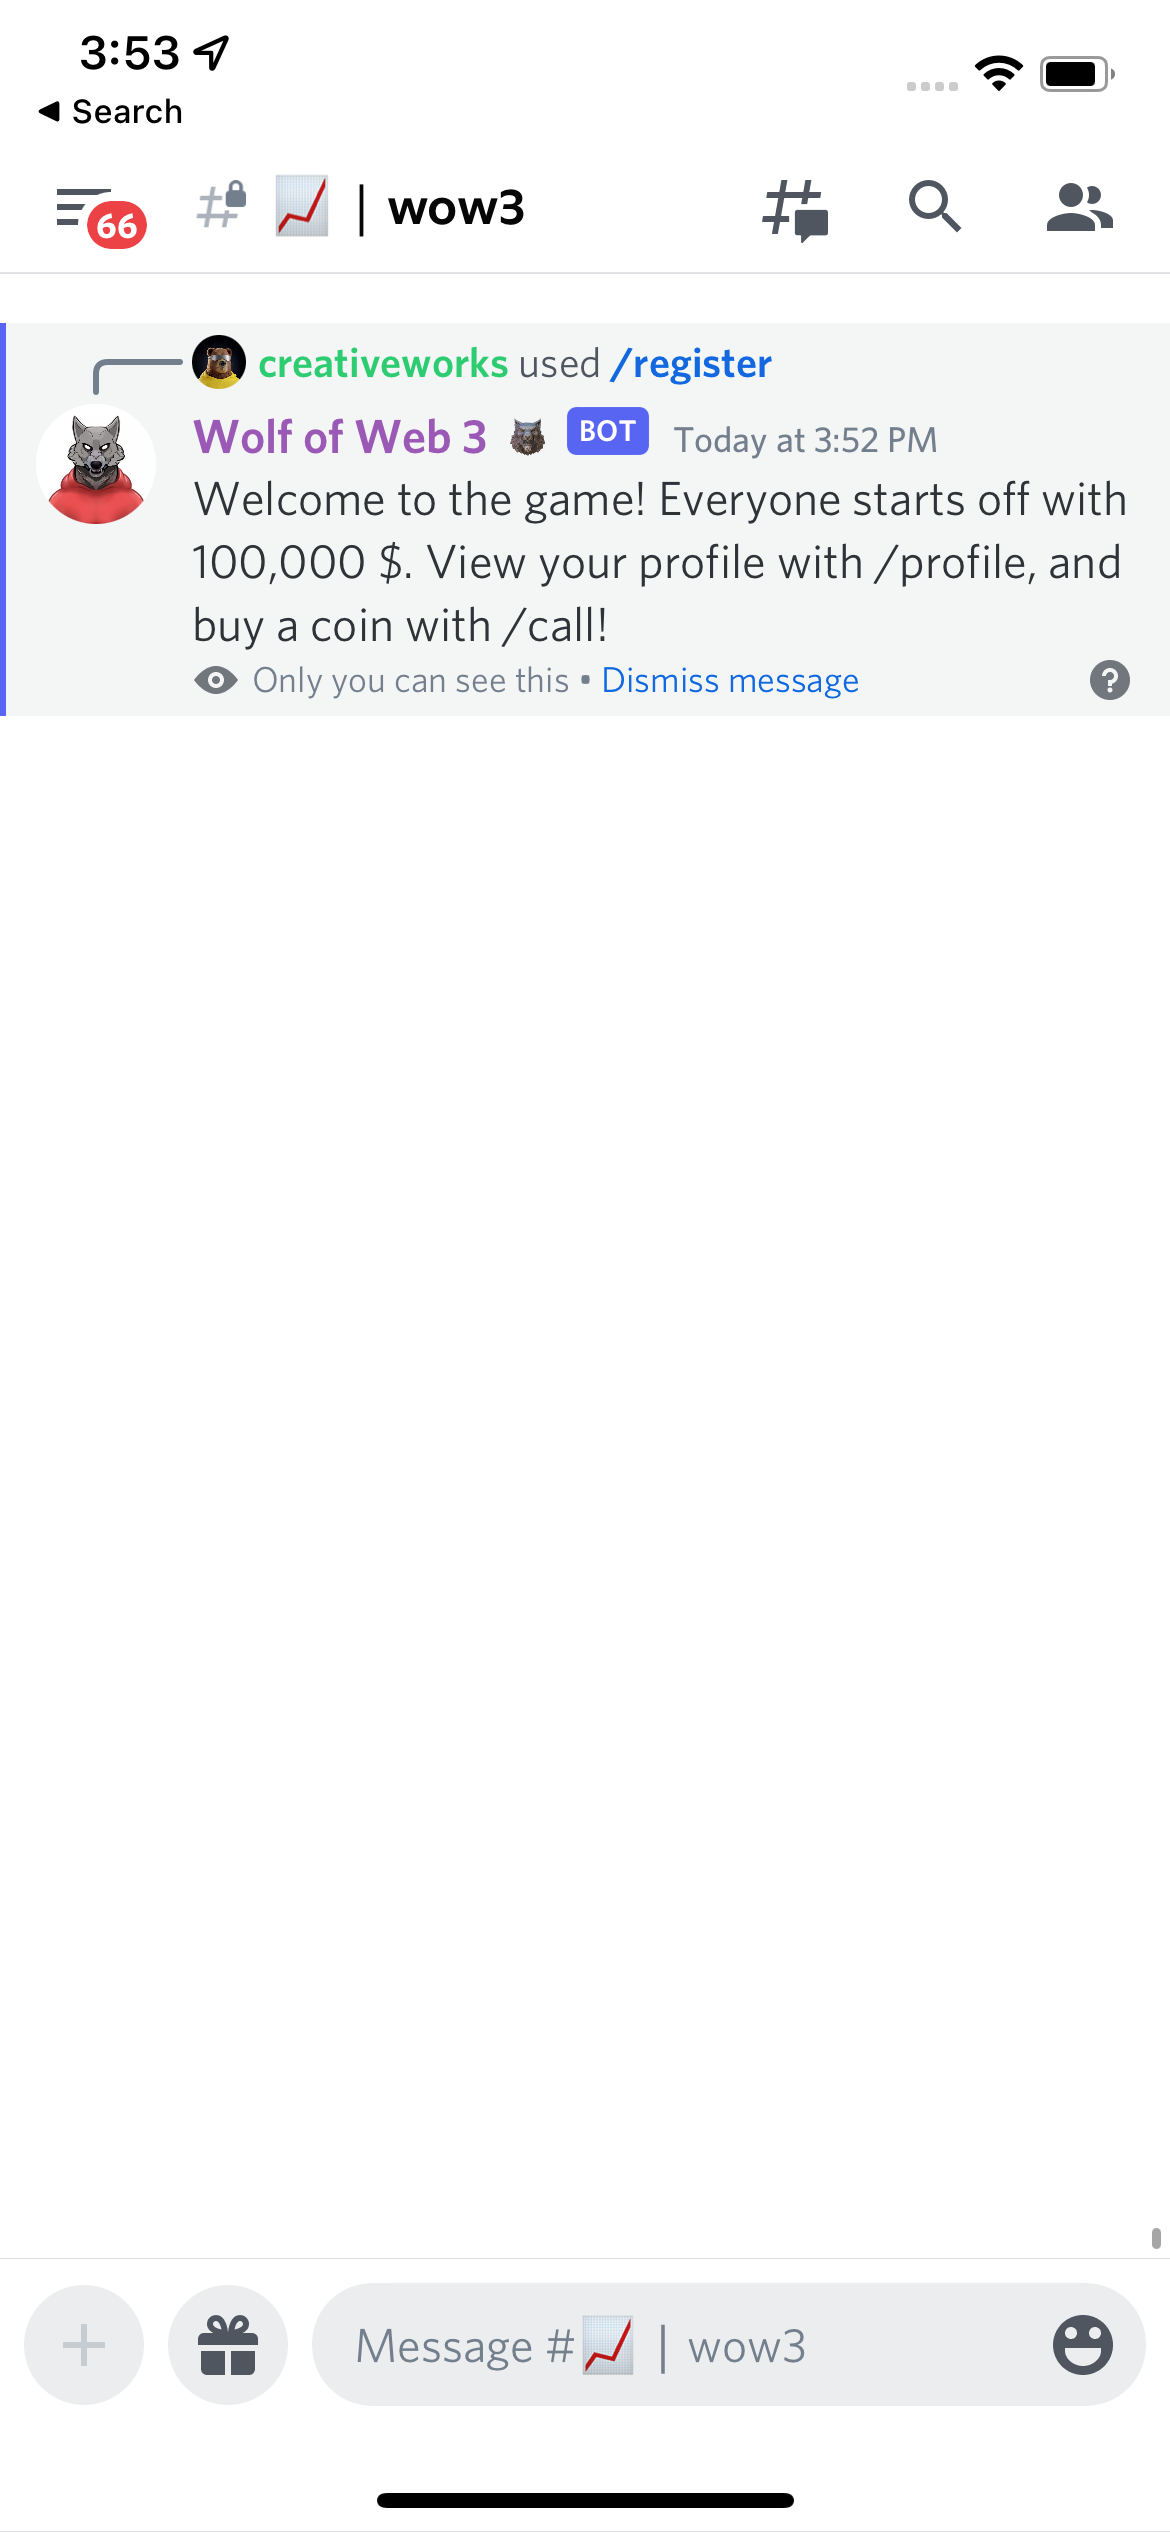 3:53
◀ Search
66
# 📈 | wow3
creativeworks used /register
Wolf of Web 3 🐺 BOT Today at 3:52 PM
Welcome to the game! Everyone starts off with
100,000 $. View your profile with /profile, and
buy a coin with /call!
Only you can see this • Dismiss message
Message #📈 | wow3